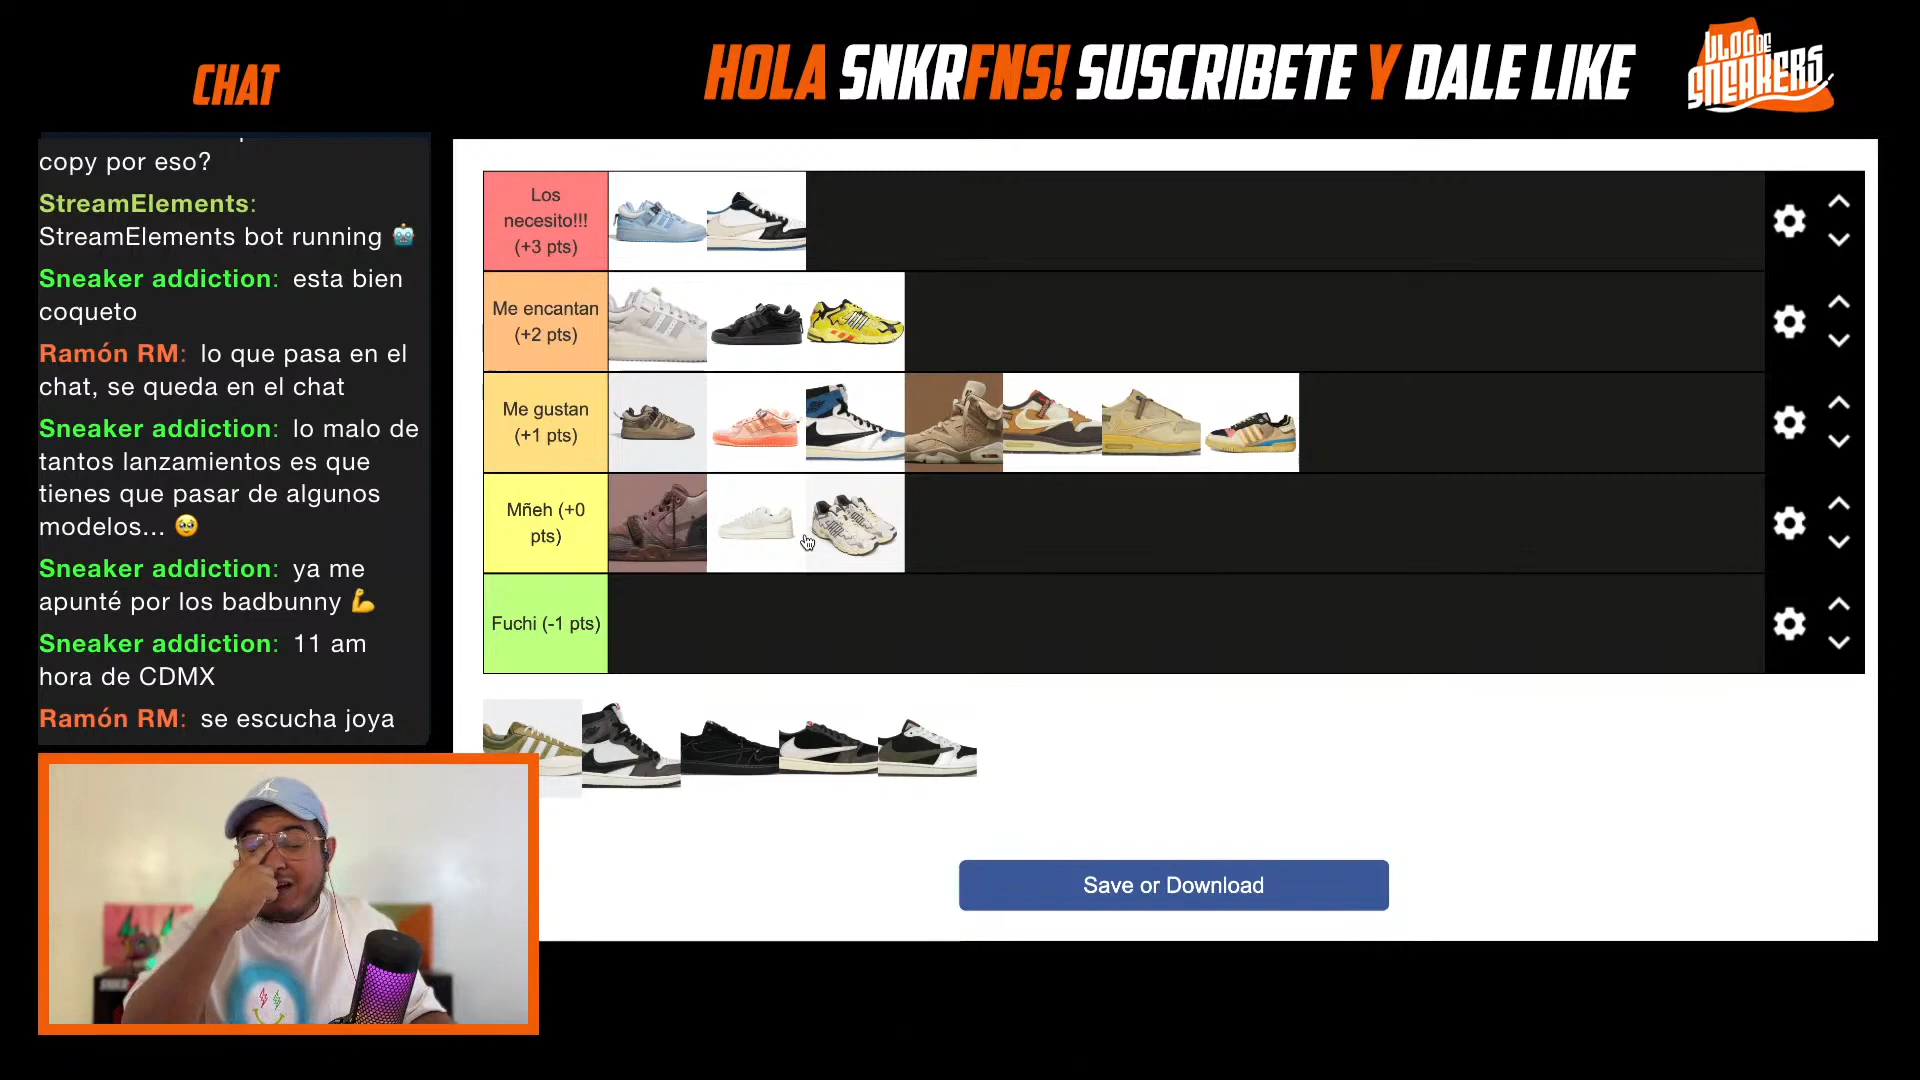 CHAT
HOLA SNKRFNS! SUSCRIBETE Y DALE LIKE
VLOG DE
SNEAKERS
copy por eso?
StreamElements:
StreamElements bot running 🤖
Sneaker addiction: esta bien
coqueto
Ramón RM: lo que pasa en el
chat, se queda en el chat
Sneaker addiction: lo malo de
tantos lanzamientos es que
tienes que pasar de algunos
modelos... 🥹
Sneaker addiction: ya me
apunté por los badbunny 💪
Sneaker addiction: 11 am
hora de CDMX
Ramón RM: se escucha joya
Los
necesito!!!
(+3 pts)
Me encantan
(+2 pts)
Me gustan
(+1 pts)
Mñeh (+0
pts)
Fuchi (-1 pts)
Save or Download